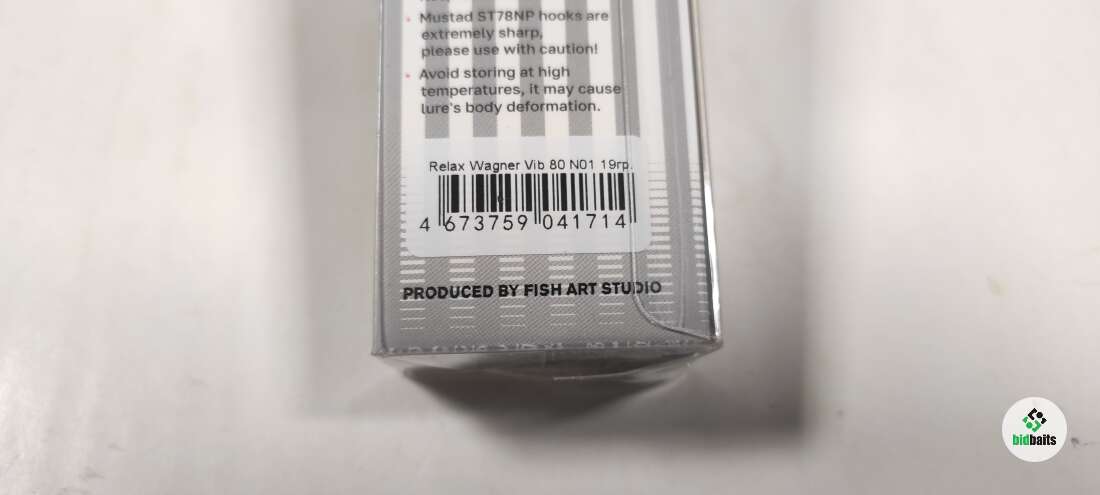 Mustad ST78NP hooks are
extremely sharp,
please use with caution!
Avoid storing at high
temperatures, it may cause
lure's body deformation.
Relax Wagner Vib 80 N01 19гр.
4 673759 041714
PRODUCED BY FISH ART STUDIO
bidbaits